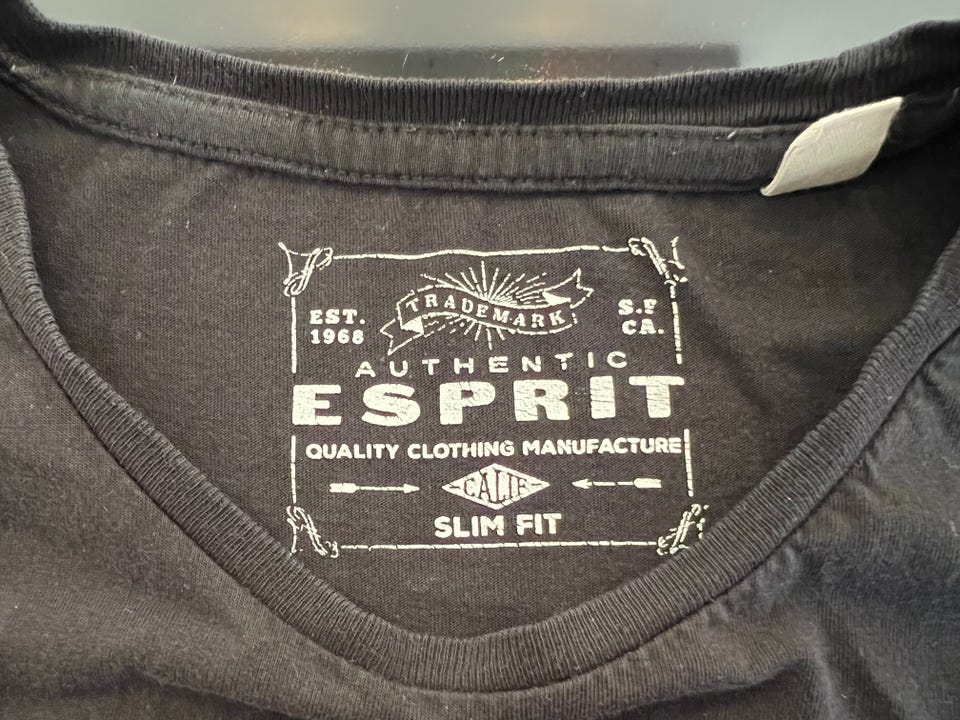 TRADEMARK
EST. 1968
S.F CA.
AUTHENTIC
ESPRIT
QUALITY CLOTHING MANUFACTURE
CALIF
SLIM FIT